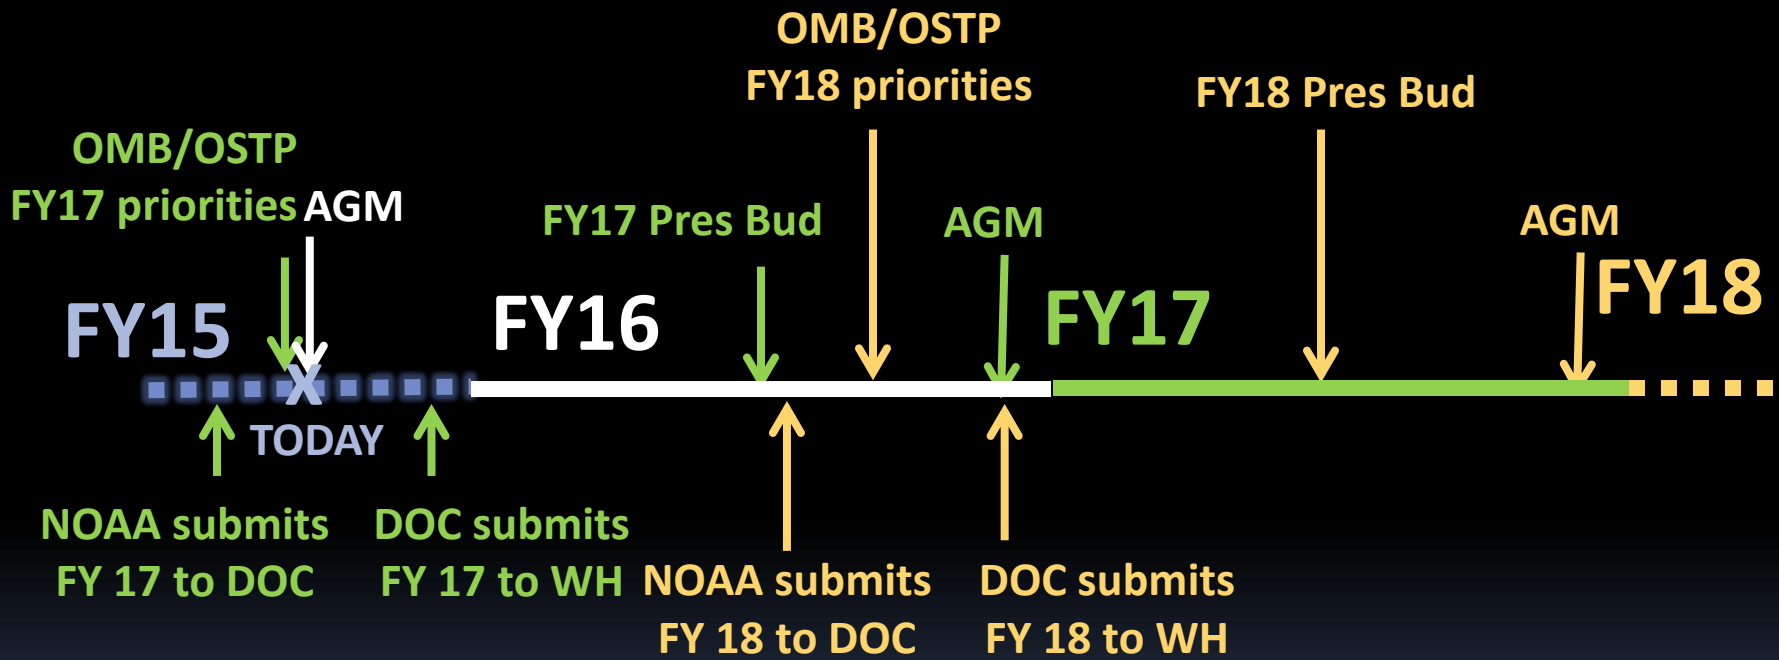 OMB/OSTP
FY18 priorities
FY18 Pres Bud
OMB/OSTP
FY17 priorities
AGM
FY17 Pres Bud
AGM
AGM
FY15
FY16
FY17
FY18
X
TODAY
NOAA submits
FY 17 to DOC
DOC submits
FY 17 to WH
NOAA submits
FY 18 to DOC
DOC submits
FY 18 to WH